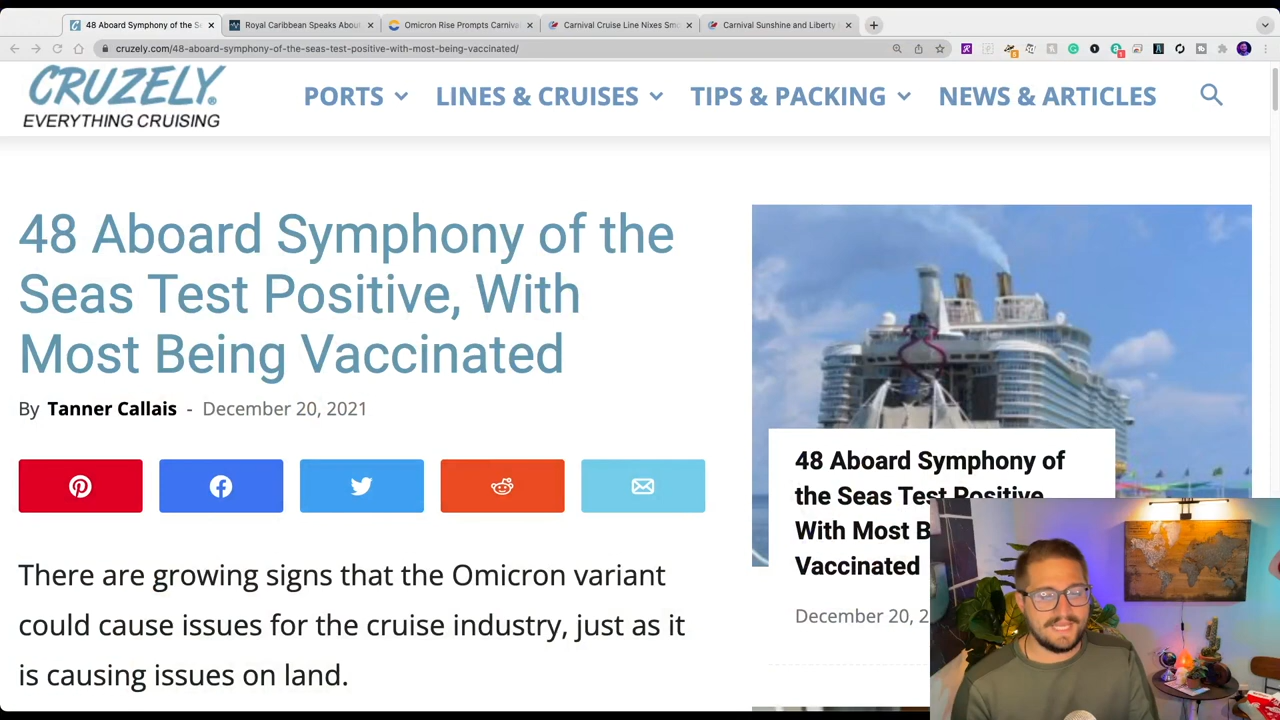 48 Aboard Symphony of the S
Royal Caribbean Speaks Abou
Omicron Rise Prompts Carniva
Carnival Cruise Line Nixes Smo
Carnival Sunshine and Liberty
cruzely.com/48-aboard-symphony-of-the-seas-test-positive-with-most-being-vaccinated/
CRUZELY®
EVERYTHING CRUISING
PORTS
LINES & CRUISES
TIPS & PACKING
NEWS & ARTICLES
48 Aboard Symphony of the
Seas Test Positive, With
Most Being Vaccinated
By Tanner Callais - December 20, 2021
There are growing signs that the Omicron variant
could cause issues for the cruise industry, just as it
is causing issues on land.
48 Aboard Symphony of
the Seas Test Positive,
With Most B
Vaccinated
December 20, 2